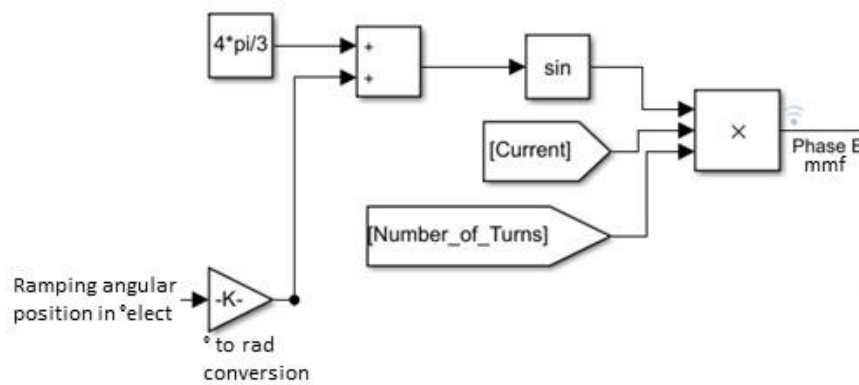 4*pi/3
+
+
sin
×
[Current]
Phase B
mmf
[Number_of_Turns]
Ramping angular
position in °elect
-K-
° to rad
conversion